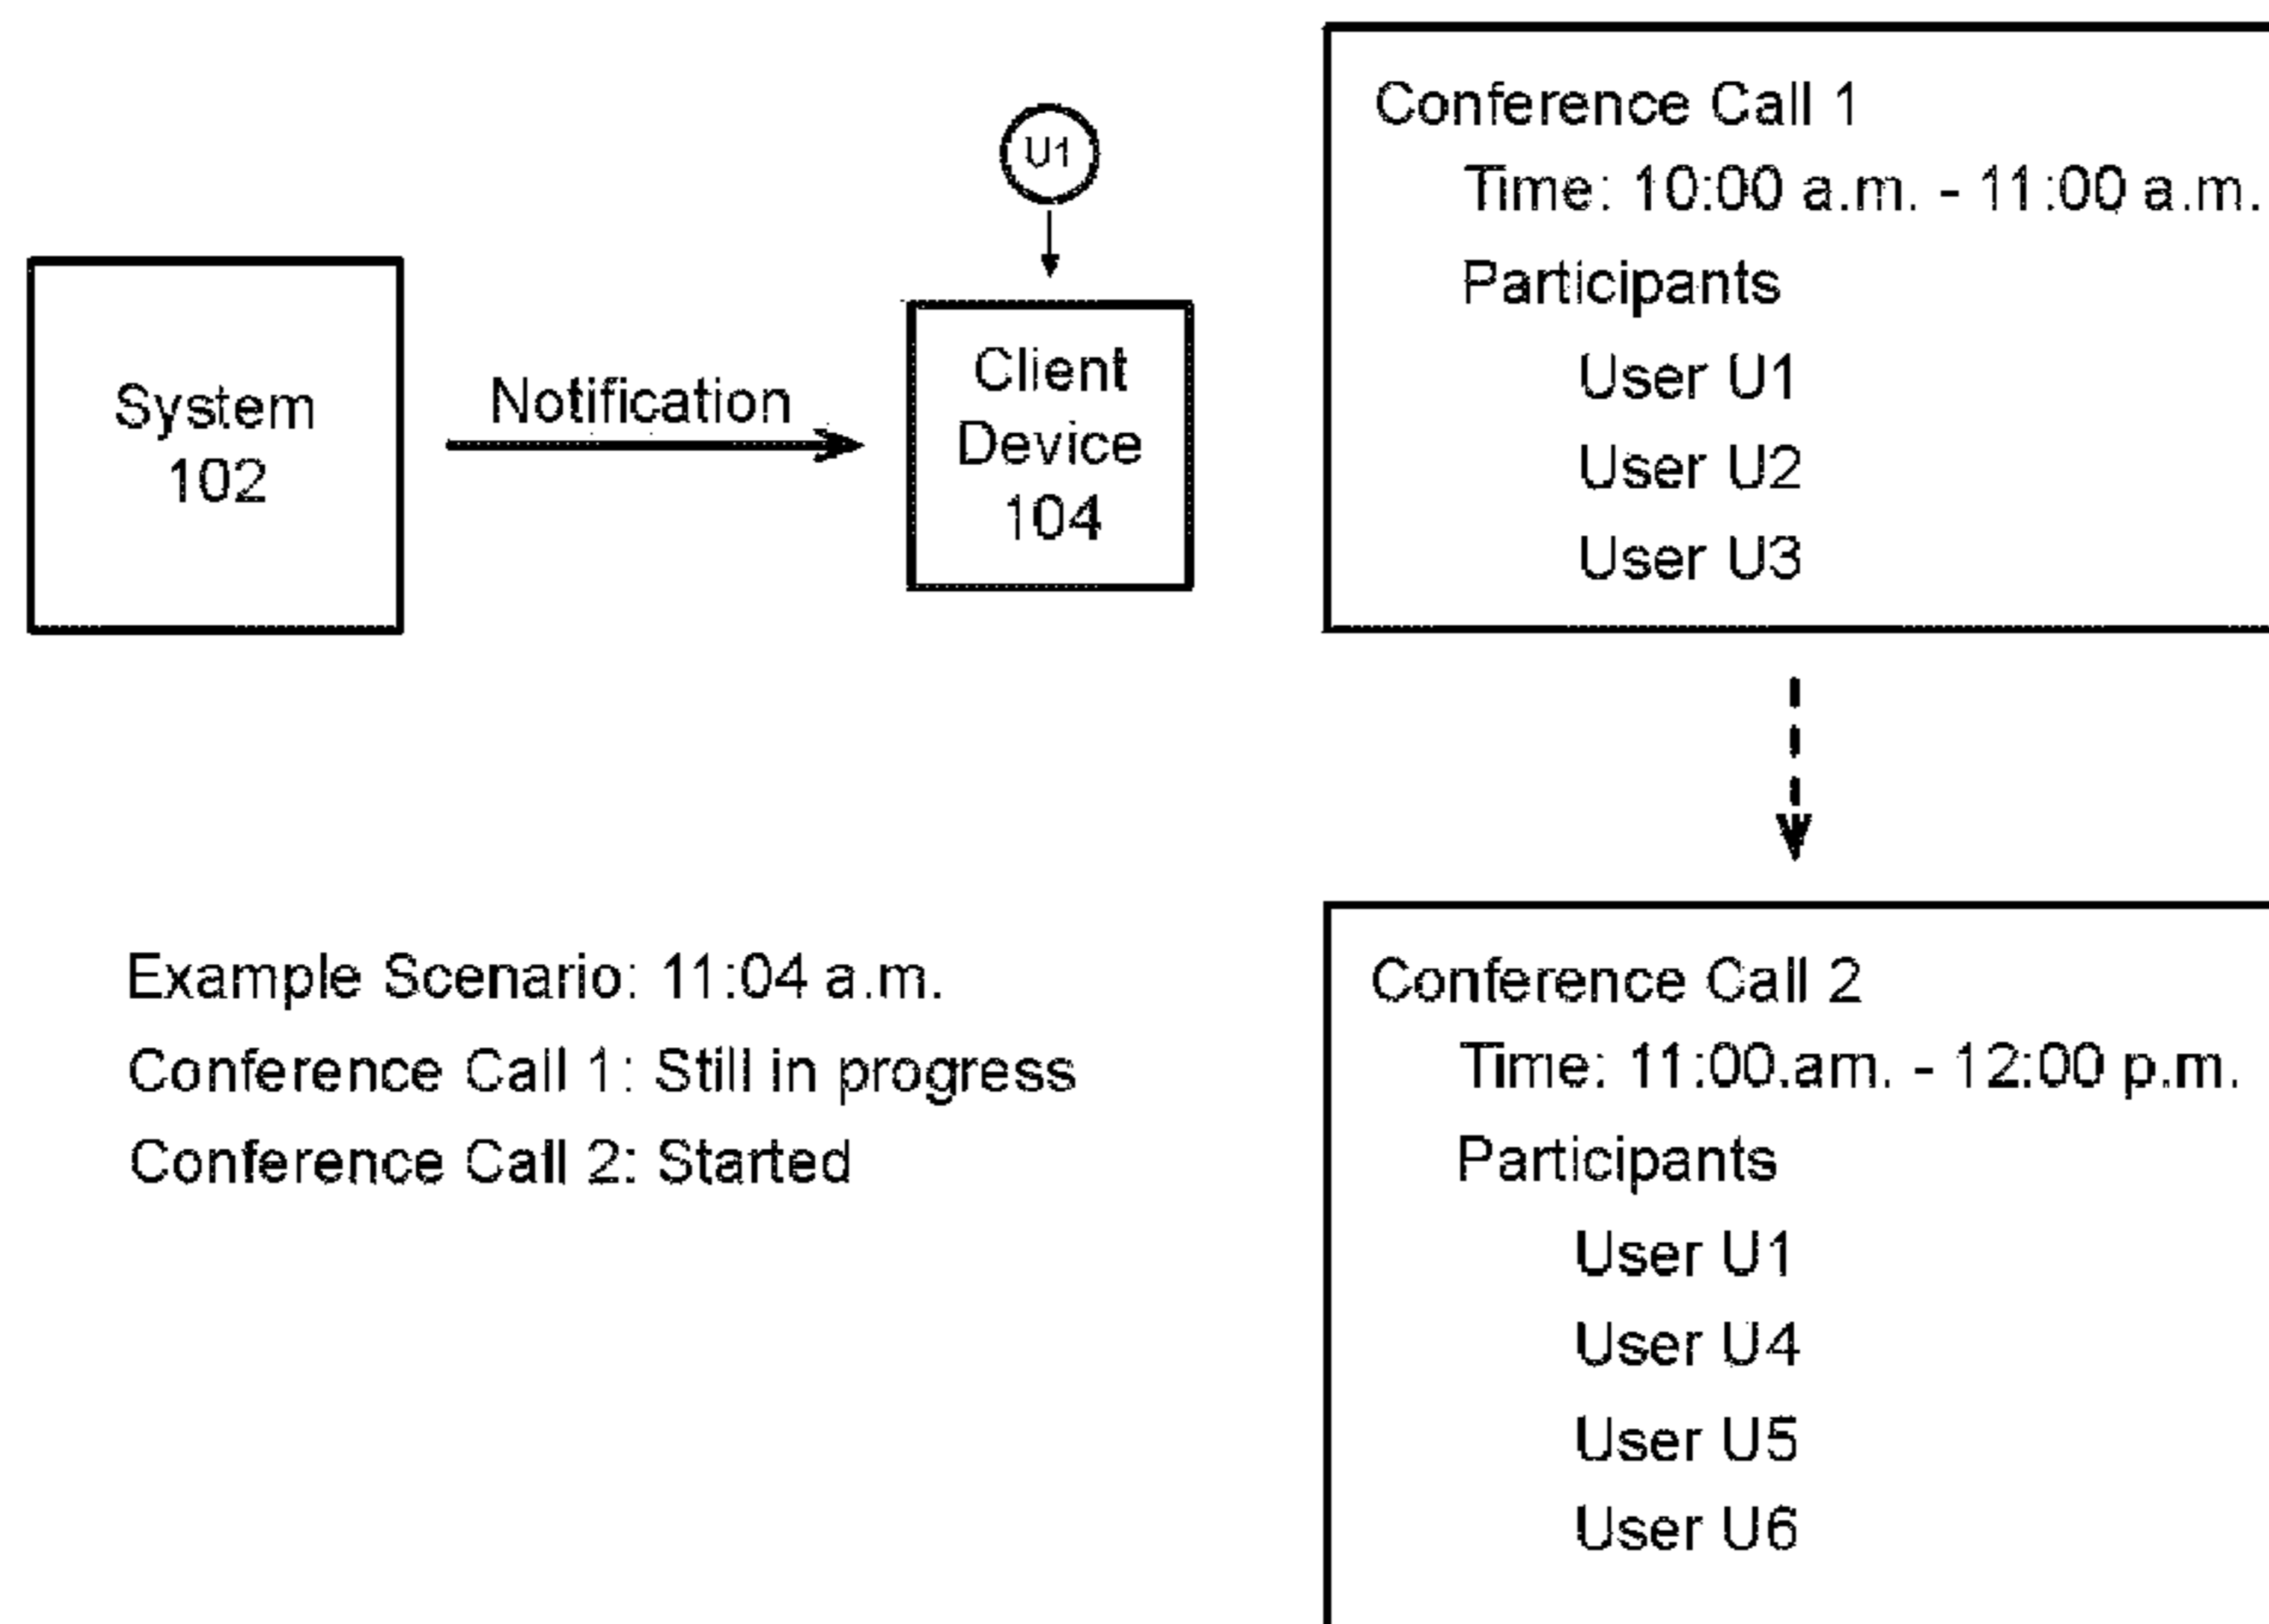 U1
System
102
Notification
Client
Device
104
Conference Call 1
Time: 10:00 a.m. - 11:00 a.m.
Participants
User U1
User U2
User U3
Example Scenario: 11:04 a.m.
Conference Call 1: Still in progress
Conference Call 2: Started
Conference Call 2
Time: 11:00.am. - 12:00 p.m.
Participants
User U1
User U4
User U5
User U6